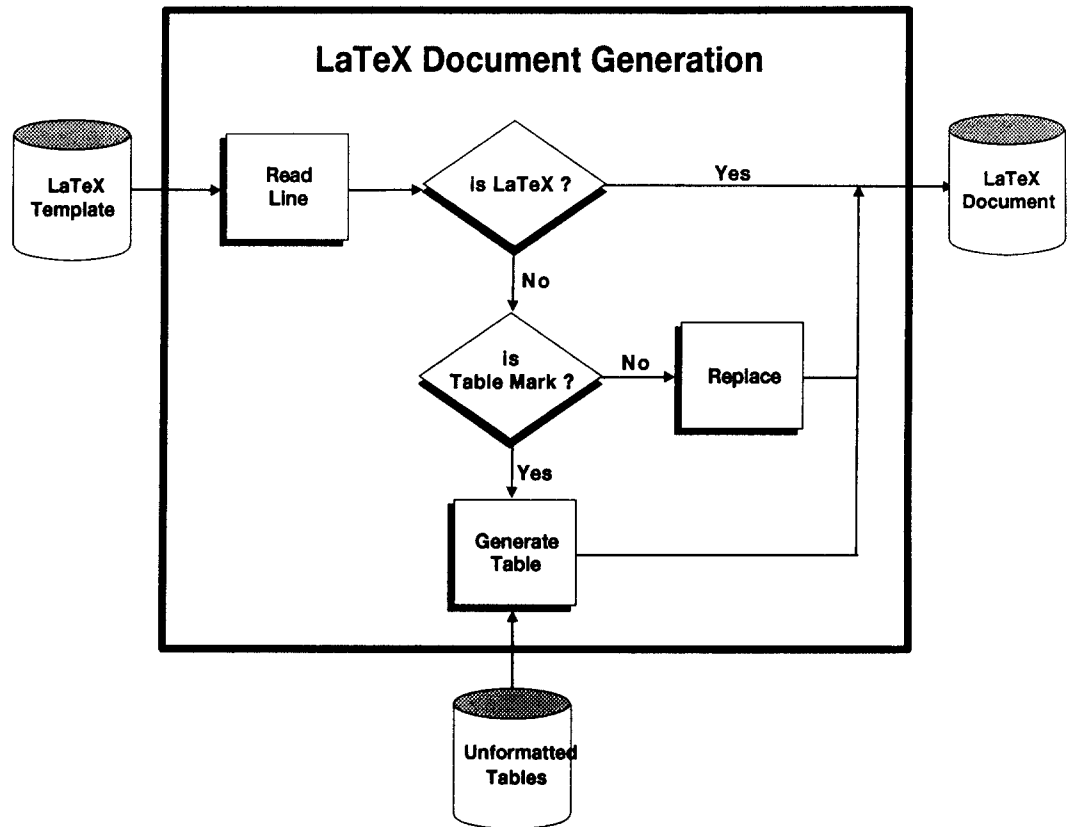 LaTeX Document Generation
LaTeX
Template
Read
Line
is LaTeX ?
Yes
LaTeX
Document
No
is
Table Mark ?
No
Replace
Yes
Generate
Table
Unformatted
Tables